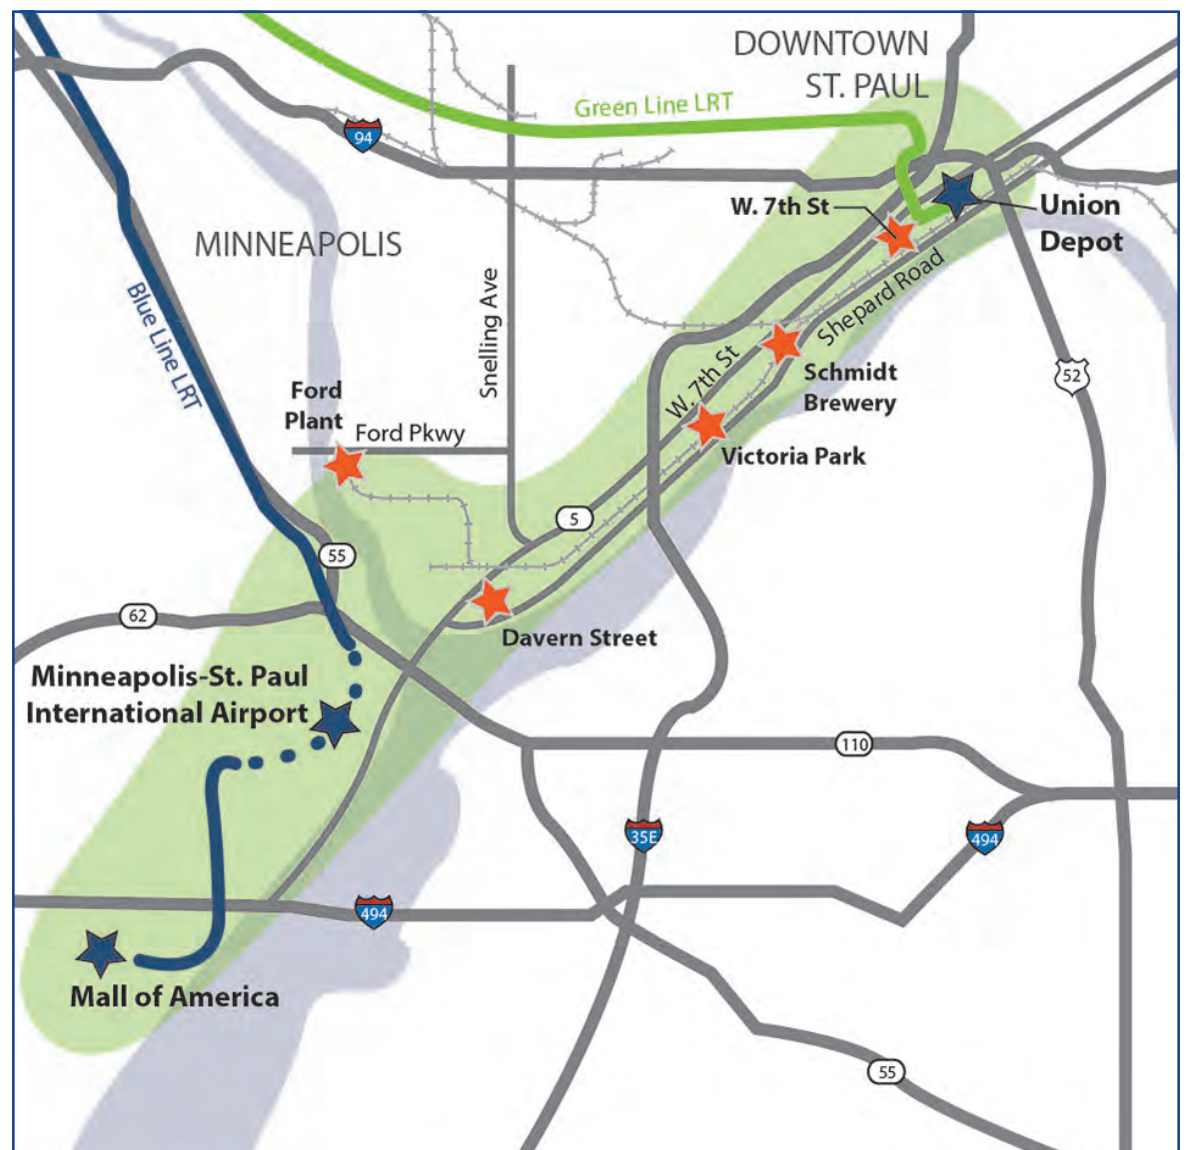 DOWNTOWN
ST. PAUL
Green Line LRT
94
W. 7th St
Union
Depot
MINNEAPOLIS
Shepard Road
Blue Line LRT
Snelling Ave
W. 7th St
Schmidt
Brewery
52
Ford
Plant
Ford Pkwy
Victoria Park
5
55
62
Davern Street
Minneapolis-St. Paul
International Airport
110
35E
494
494
Mall of America
55